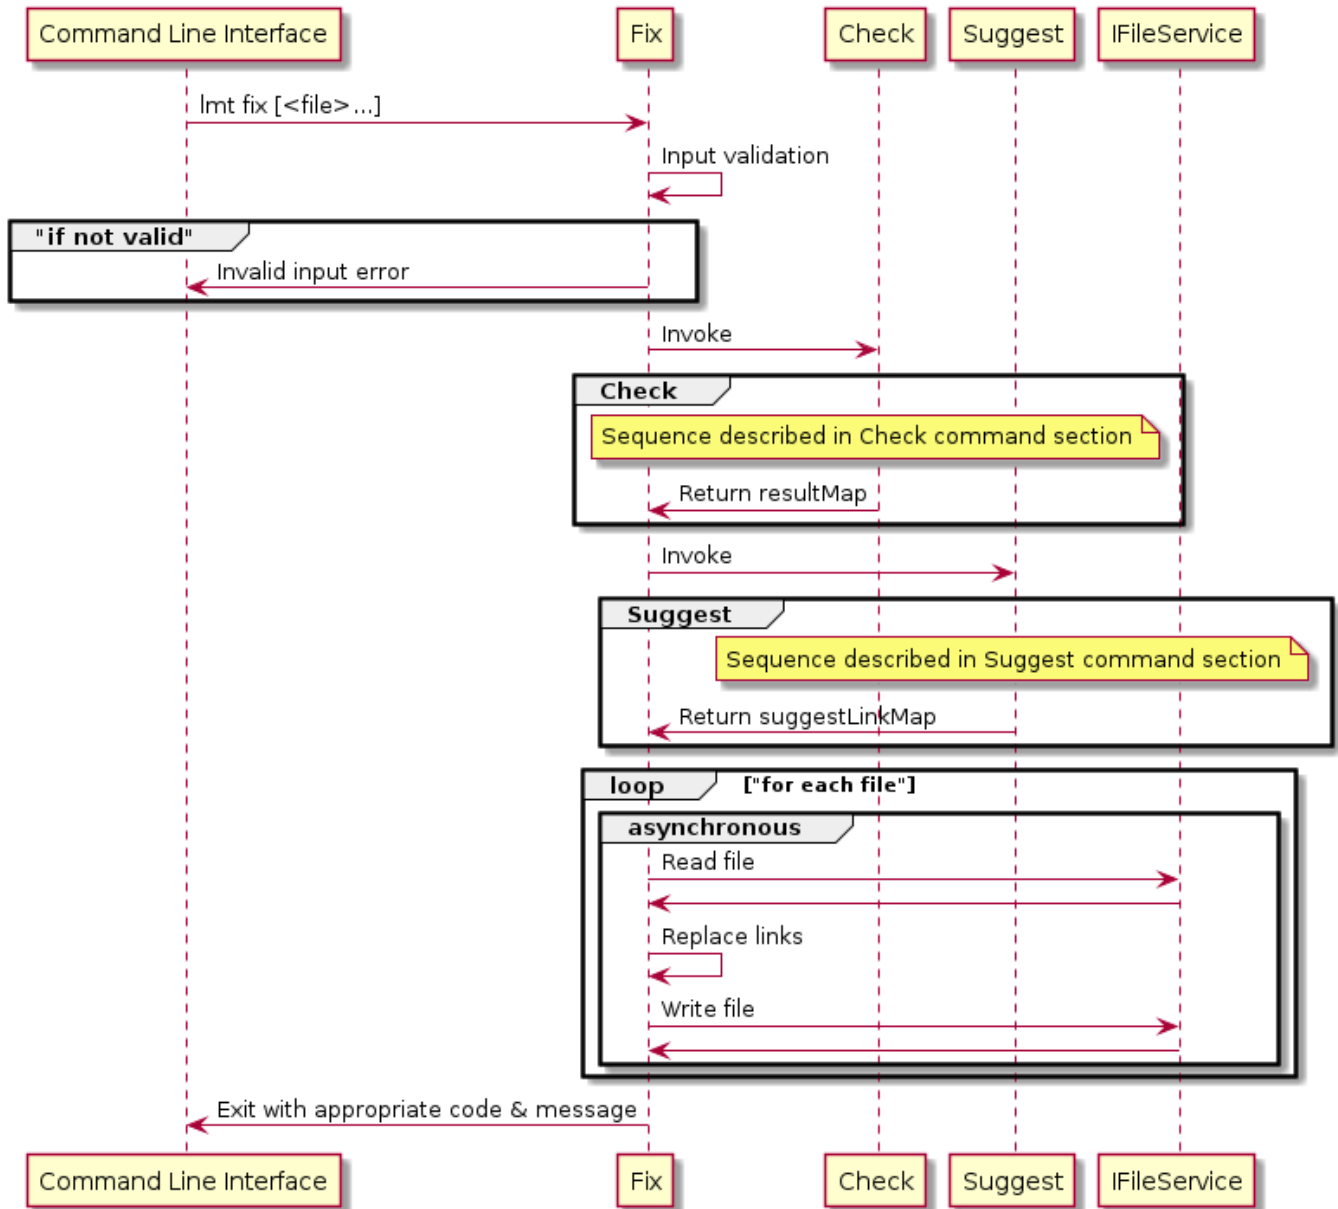 Command Line Interface
Fix
Check
Suggest
IFileService
lmt fix [<file>...]
Input validation
"if not valid"
Invalid input error
Invoke
Check
Sequence described in Check command section
Return resultMap
Invoke
Suggest
Sequence described in Suggest command section
Return suggestLinkMap
loop ["for each file"]
asynchronous
Read file
Replace links
Write file
Exit with appropriate code & message
Command Line Interface
Fix
Check
Suggest
IFileService